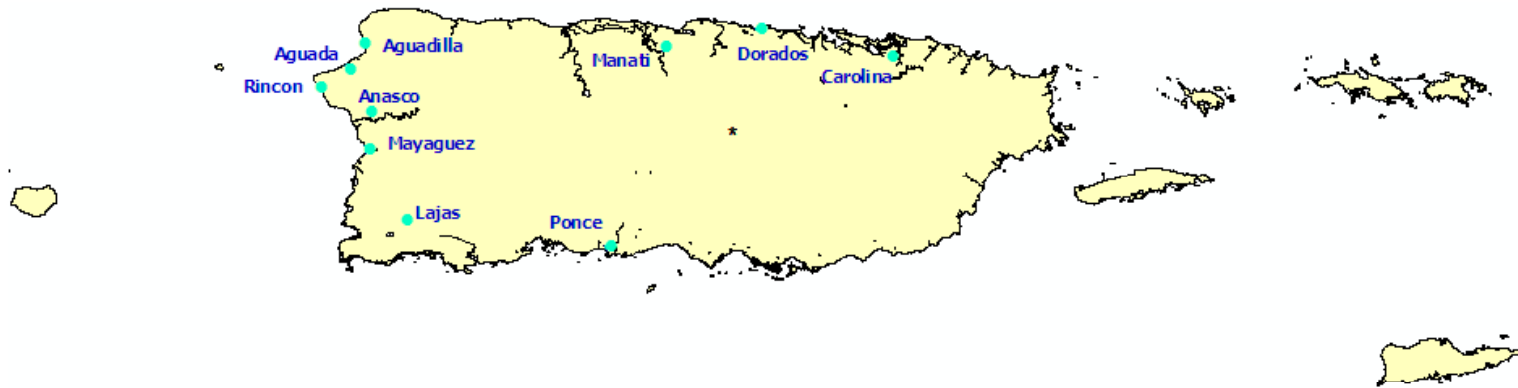 Aguadilla
Aguada
Manati
Dorados
Carolina
Rincon
Anasco
Mayaguez
Lajas
Ponce
*